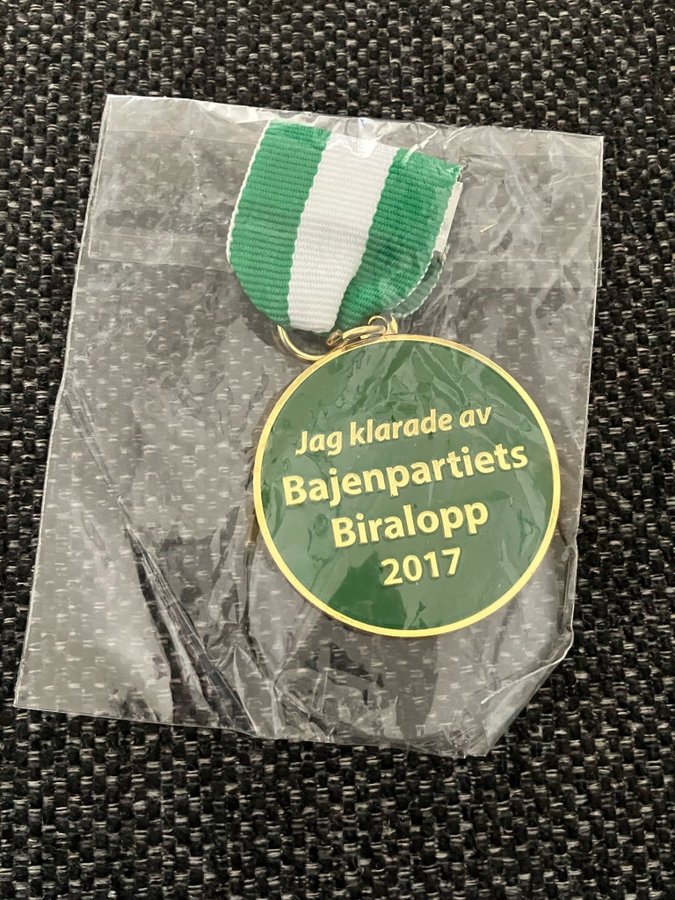 Jag klarade av
Bajenpartiets
Biralopp
2017